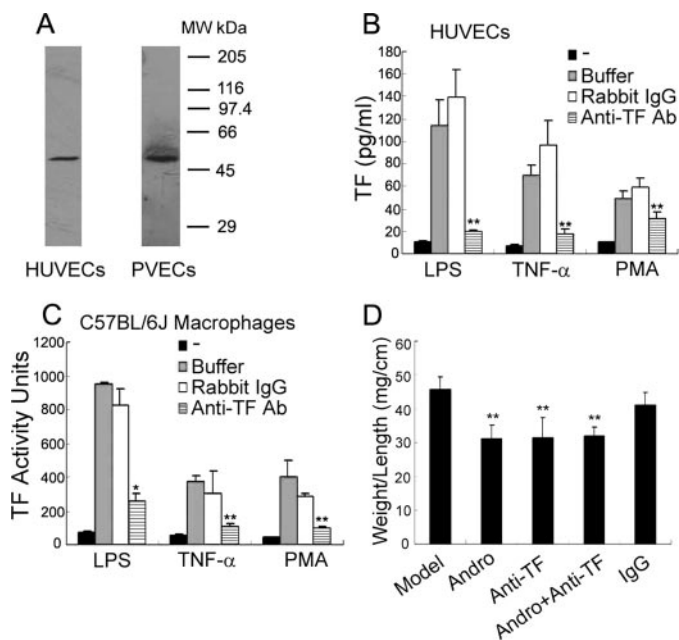 A
MW kDa
205
116
97.4
66
45
29
HUVECs PVECs
B
HUVECs
-
Buffer
Rabbit IgG
Anti-TF Ab
TF (pg/ml)
180
160
140
120
100
80
60
40
20
0
** ** **
LPS TNF-α PMA
C
C57BL/6J Macrophages
-
Buffer
Rabbit IgG
Anti-TF Ab
TF Activity Units
1200
1000
800
600
400
200
0
* ** **
LPS TNF-α PMA
D
Weight/Length (mg/cm)
60
50
40
30
20
10
0
** ** **
Model Andro Anti-TF Andro+Anti-TF IgG